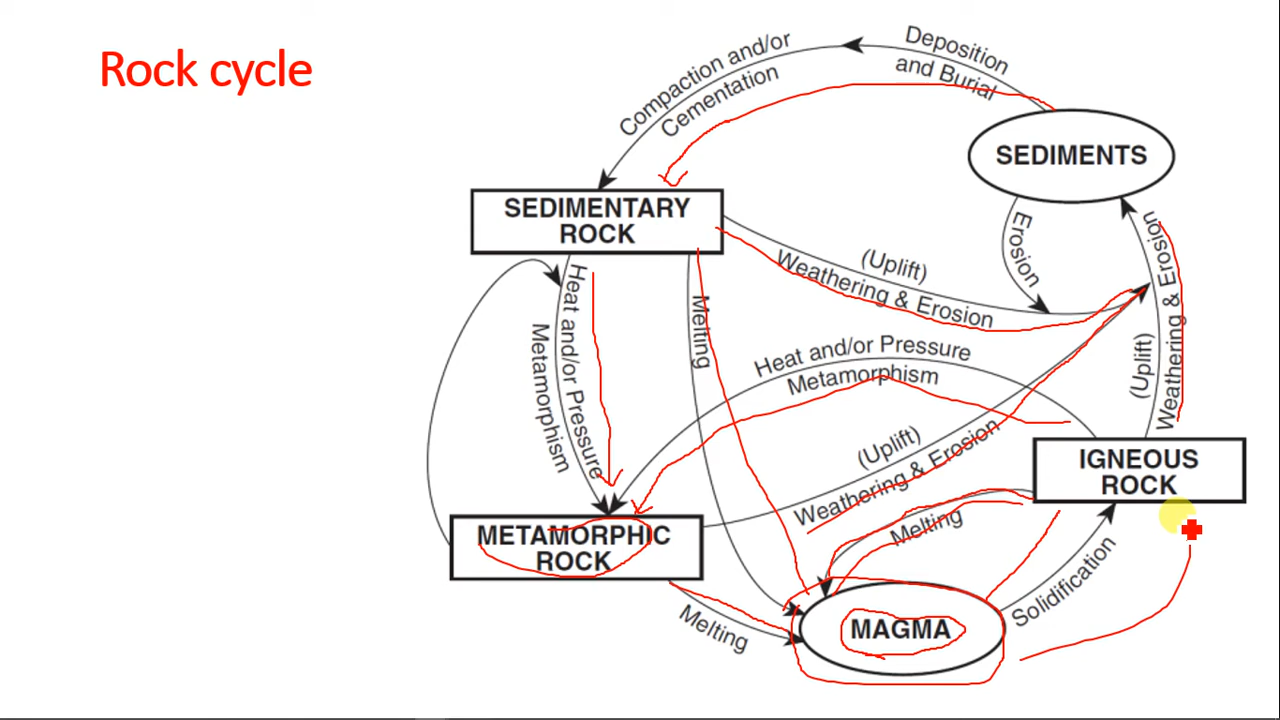 Rock cycle
Deposition
and Burial
Compaction and/or
Cementation
SEDIMENTS
SEDIMENTARY
ROCK
Erosion
(Uplift)
Weathering & Erosion
(Uplift)
Weathering & Erosion
Heat and/or Pressure
Metamorphism
Melting
Heat and/or Pressure
Metamorphism
(Uplift)
Weathering & Erosion
IGNEOUS
ROCK
METAMORPHIC
ROCK
Melting
Solidification
Melting
MAGMA